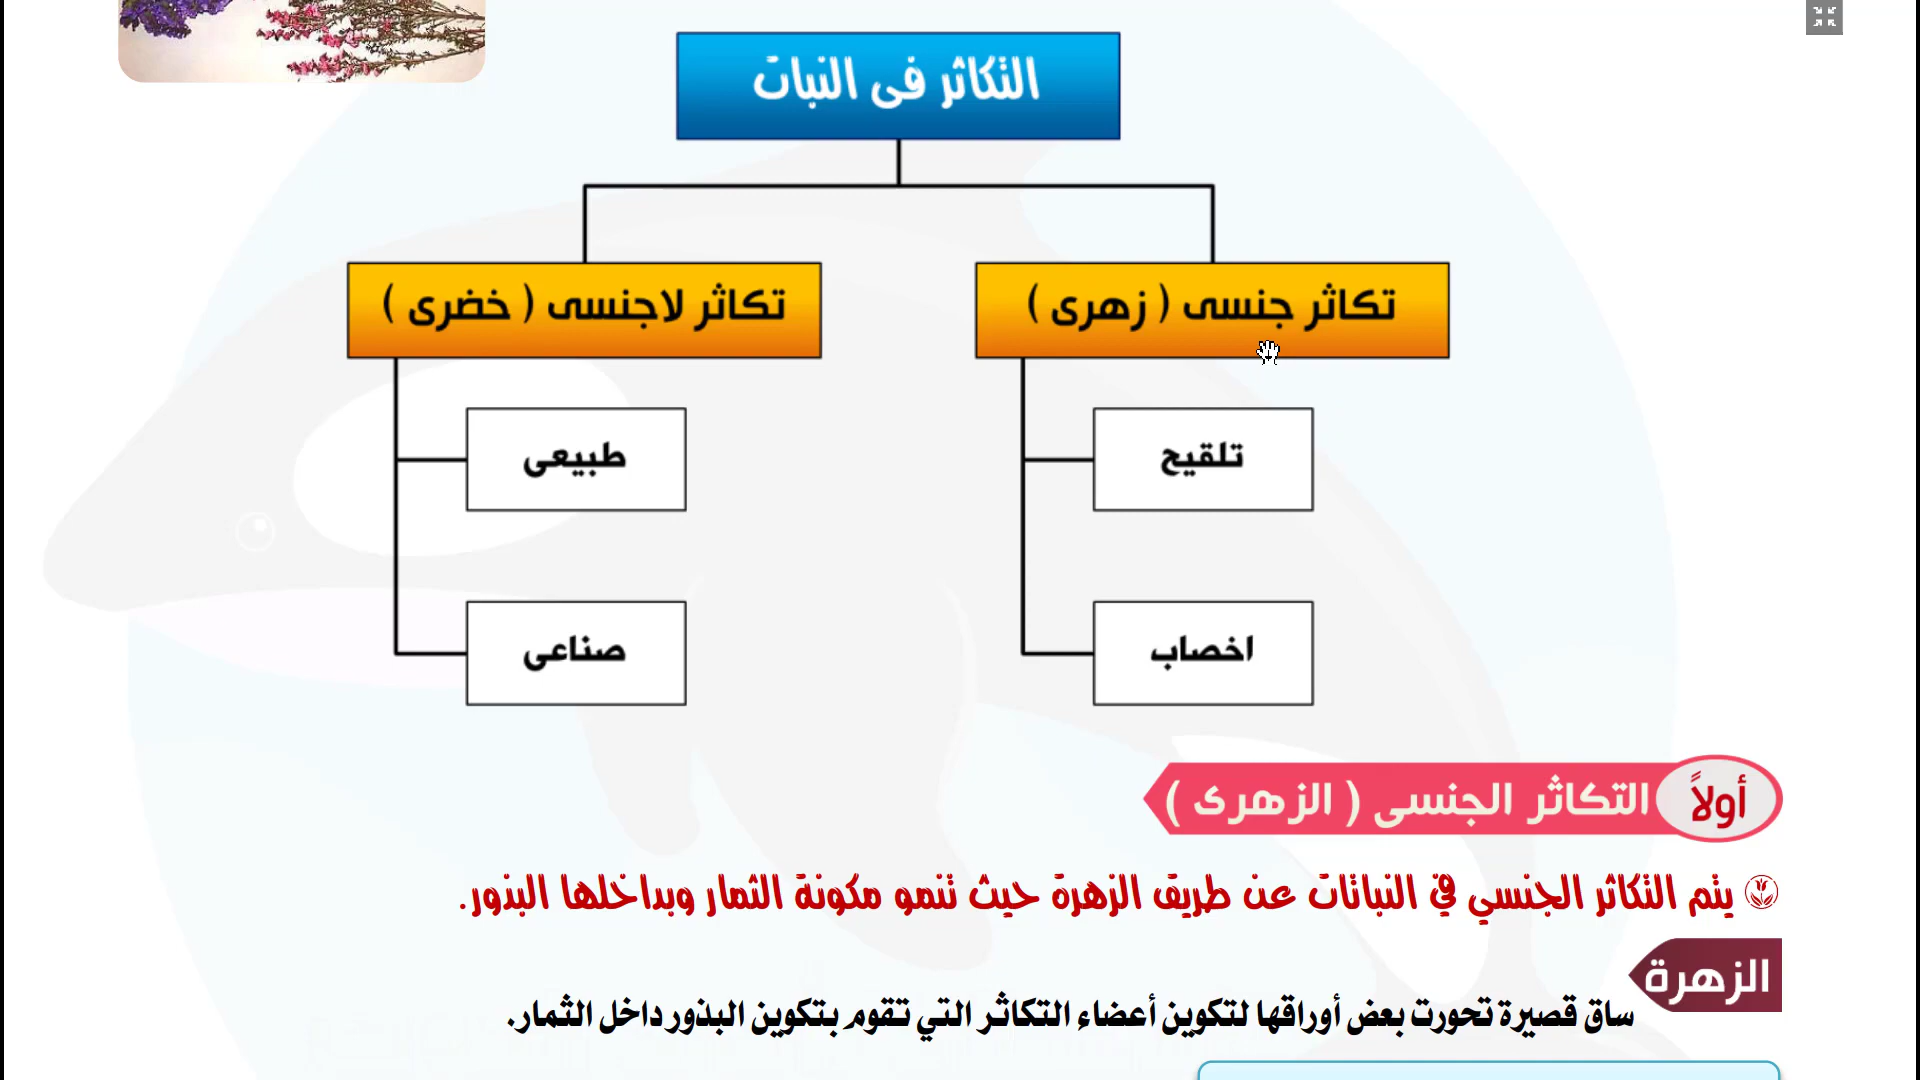 التكاثر فى النبات
تكاثر جنسى ( زهرى )
تكاثر لاجنسى ( خضرى )
تلقيح
طبيعى
اخصاب
صناعى
أولاً التكاثر الجنسى ( الزهرى )
يتم التكاثر الجنسي في النباتات عن طريق الزهرة حيث تنمو مكونة الثمار وبداخلها البذور.
الزهرة
ساق قصيرة تحورت بعض أوراقها لتكوين أعضاء التكاثر التي تقوم بتكوين البذور داخل الثمار.